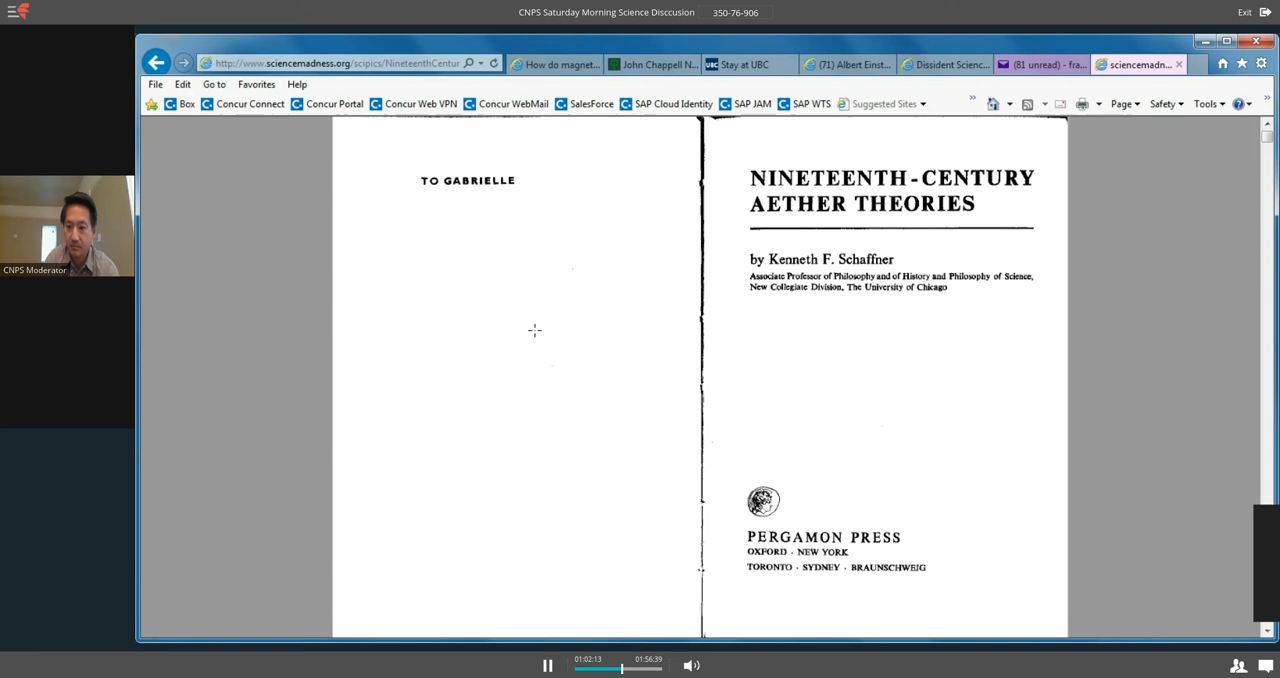 CNPS Saturday Morning Science Disccusion 350-76-906 Exit
http://www.sciencemadness.org/scipics/NineteenthCentur
How do magnet... John Chappell N... UBC Stay at UBC (71) Albert Einst... Dissident Scienc... (81 unread) - fra... sciencemadn...
File Edit Go to Favorites Help
Box Concur Connect Concur Portal Concur Web VPN Concur WebMail SalesForce SAP Cloud Identity SAP JAM SAP WTS Suggested Sites Page Safety Tools
TO GABRIELLE
NINETEENTH-CENTURY
AETHER THEORIES
by Kenneth F. Schaffner
Associate Professor of Philosophy and of History and Philosophy of Science,
New Collegiate Division, The University of Chicago
CNPS Moderator
PERGAMON PRESS
OXFORD · NEW YORK
TORONTO · SYDNEY · BRAUNSCHWEIG
01:02:13 01:56:39